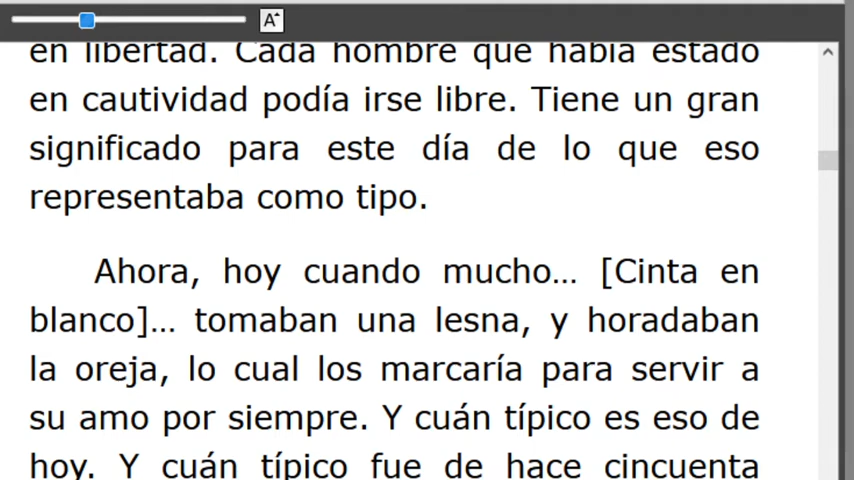 A
en libertad. Cada hombre que había estado
en cautividad podía irse libre. Tiene un gran
significado para este día de lo que eso
representaba como tipo.
Ahora, hoy cuando mucho… [Cinta en
blanco]… tomaban una lesna, y horadaban
la oreja, lo cual los marcaría para servir a
su amo por siempre. Y cuán típico es eso de
hoy. Y cuán típico fue de hace cincuenta